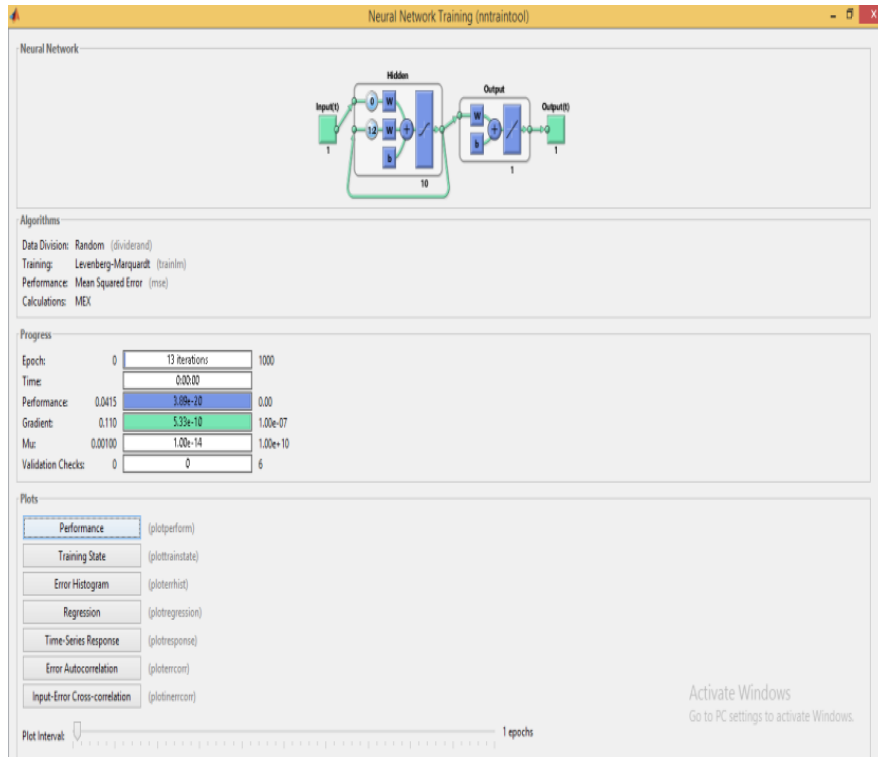 Neural Network Training (nntraintool)
Neural Network
Hidden
Output
Input(t)
Output(t)
0 W
1:2 W
+
b
W
+
b
1
10
1
1
Algorithms
Data Division: Random (dividerand)
Training: Levenberg-Marquardt (trainlm)
Performance: Mean Squared Error (mse)
Calculations: MEX
Progress
Epoch: 0 13 iterations 1000
Time: 0:00:00
Performance: 0.0415 3.89e-20 0.00
Gradient: 0.110 5.33e-10 1.00e-07
Mu: 0.00100 1.00e-14 1.00e+10
Validation Checks: 0 0 6
Plots
Performance (plotperform)
Training State (plottrainstate)
Error Histogram (ploterrhist)
Regression (plotregression)
Time-Series Response (plotresponse)
Error Autocorrelation (ploterrcorr)
Input-Error Cross-correlation (plotinerrcorr)
Plot Interval: 1 epochs
Activate Windows
Go to PC settings to activate Windows.